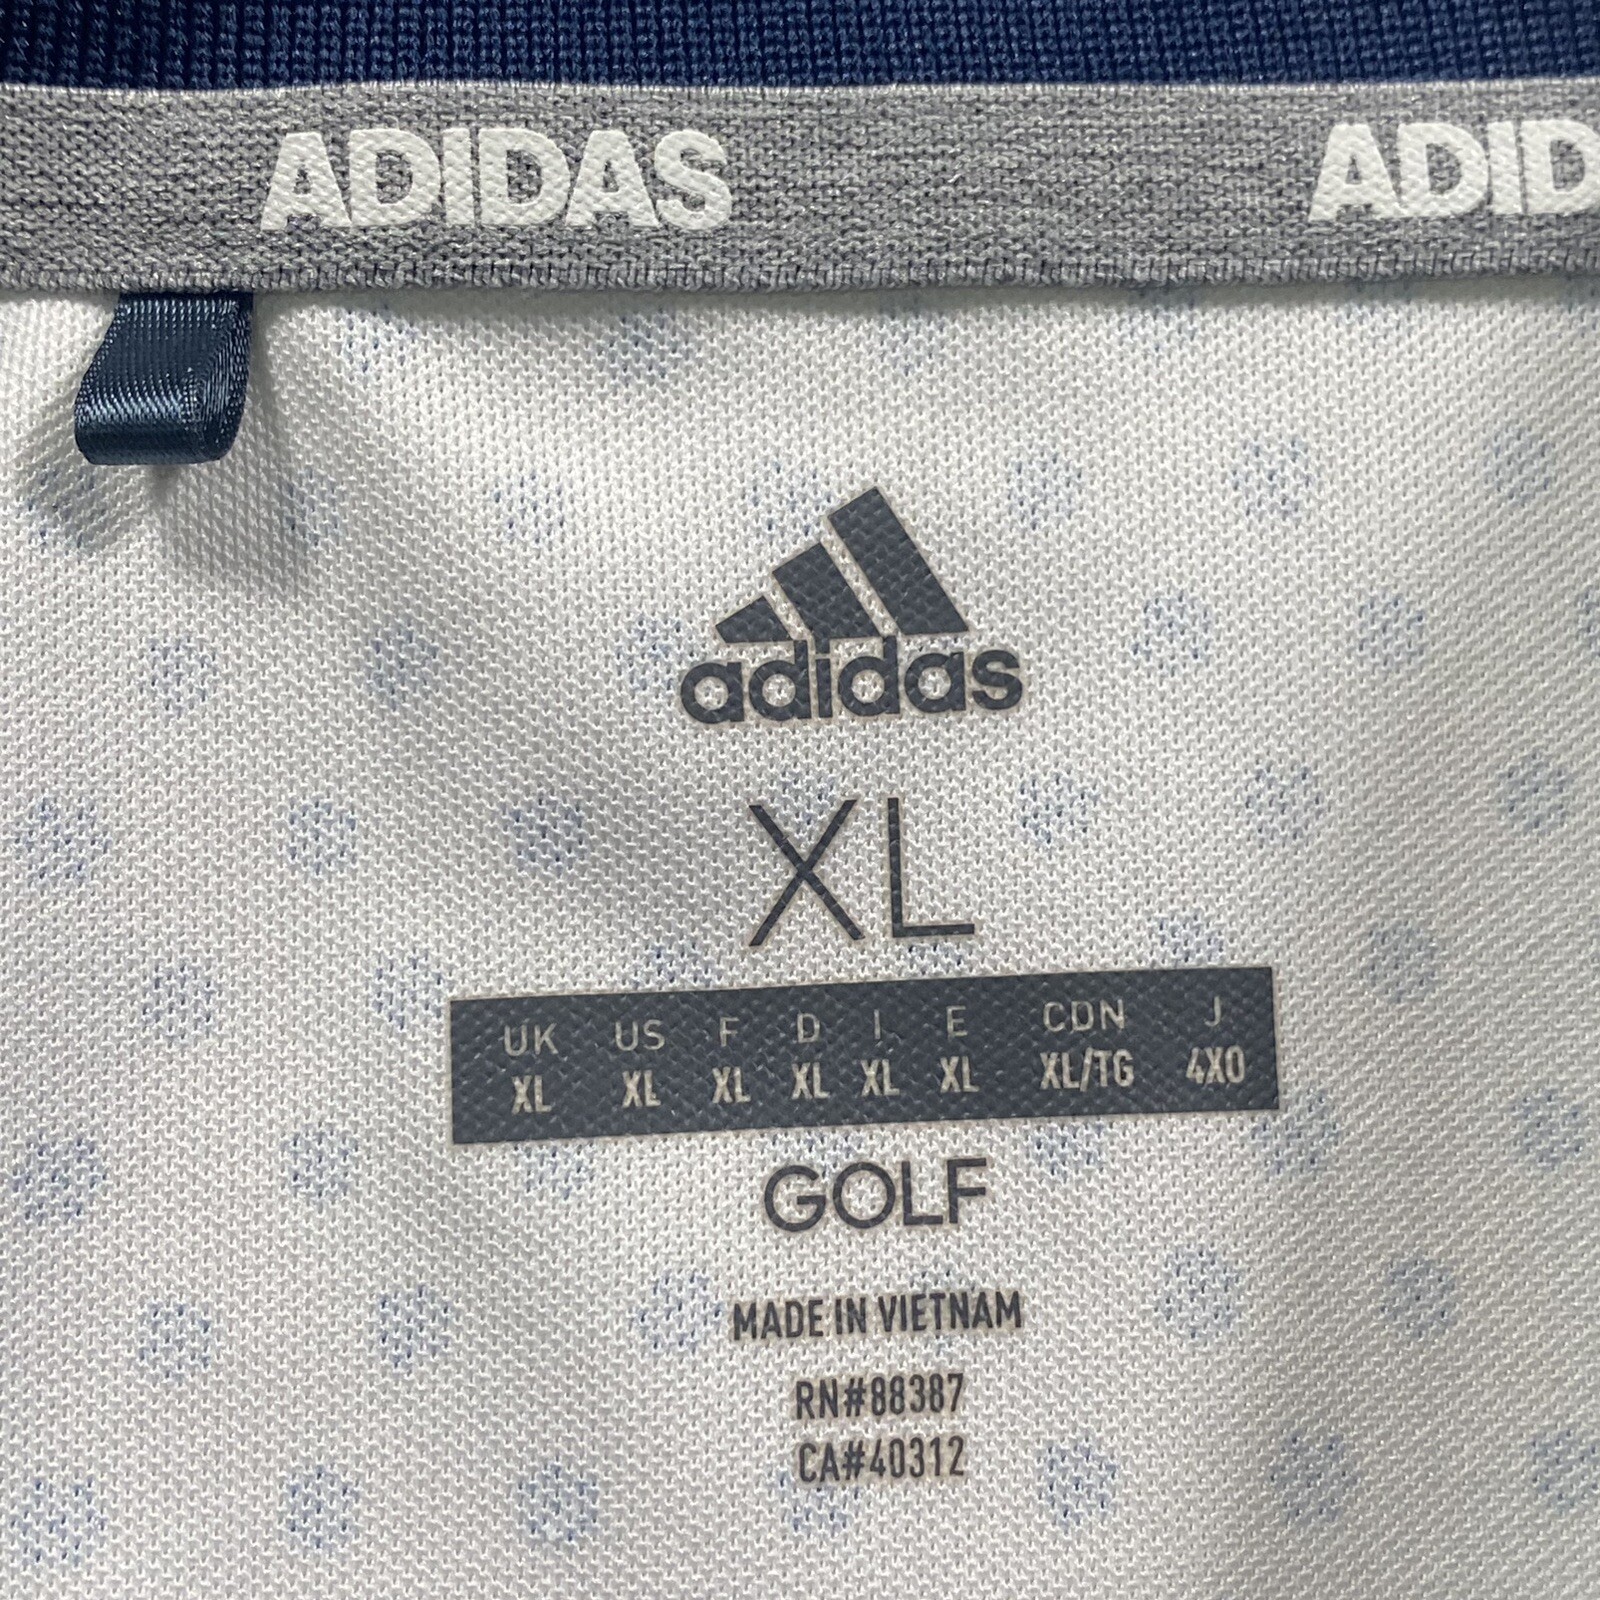 ADIDAS ADID
adidas
XL
UK US F D I E CDN J
XL XL XL XL XL XL XL/TG 4XO
GOLF
MADE IN VIETNAM
RN#88387
CA#40312